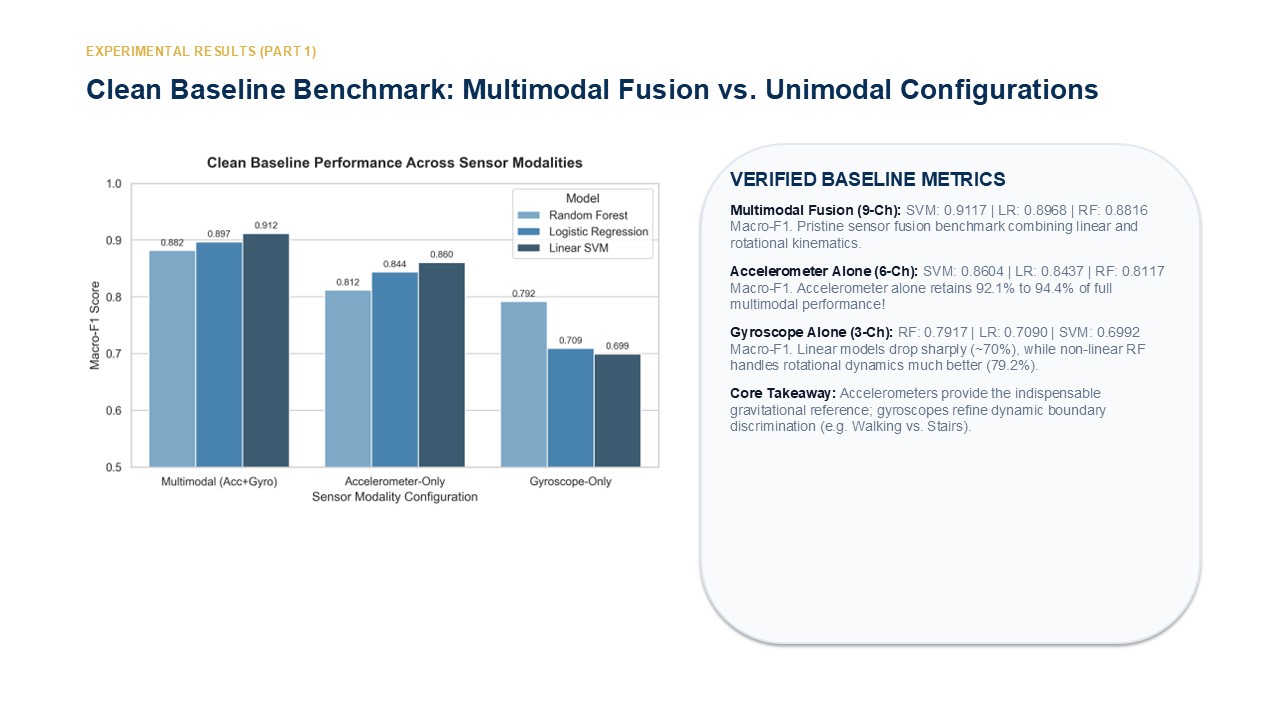 EXPERIMENTAL RESULTS (PART 1)
Clean Baseline Benchmark: Multimodal Fusion vs. Unimodal Configurations
Clean Baseline Performance Across Sensor Modalities
Macro-F1 Score
1.0
0.9
0.8
0.7
0.6
0.5
Model
Random Forest
Logistic Regression
Linear SVM
0.882
0.897
0.912
0.812
0.844
0.860
0.792
0.709
0.699
Multimodal (Acc+Gyro)
Accelerometer-Only
Gyroscope-Only
Sensor Modality Configuration
VERIFIED BASELINE METRICS
Multimodal Fusion (9-Ch): SVM: 0.9117 | LR: 0.8968 | RF: 0.8816
Macro-F1. Pristine sensor fusion benchmark combining linear and
rotational kinematics.
Accelerometer Alone (6-Ch): SVM: 0.8604 | LR: 0.8437 | RF: 0.8117
Macro-F1. Accelerometer alone retains 92.1% to 94.4% of full
multimodal performance!
Gyroscope Alone (3-Ch): RF: 0.7917 | LR: 0.7090 | SVM: 0.6992
Macro-F1. Linear models drop sharply (~70%), while non-linear RF
handles rotational dynamics much better (79.2%).
Core Takeaway: Accelerometers provide the indispensable
gravitational reference; gyroscopes refine dynamic boundary
discrimination (e.g. Walking vs. Stairs).